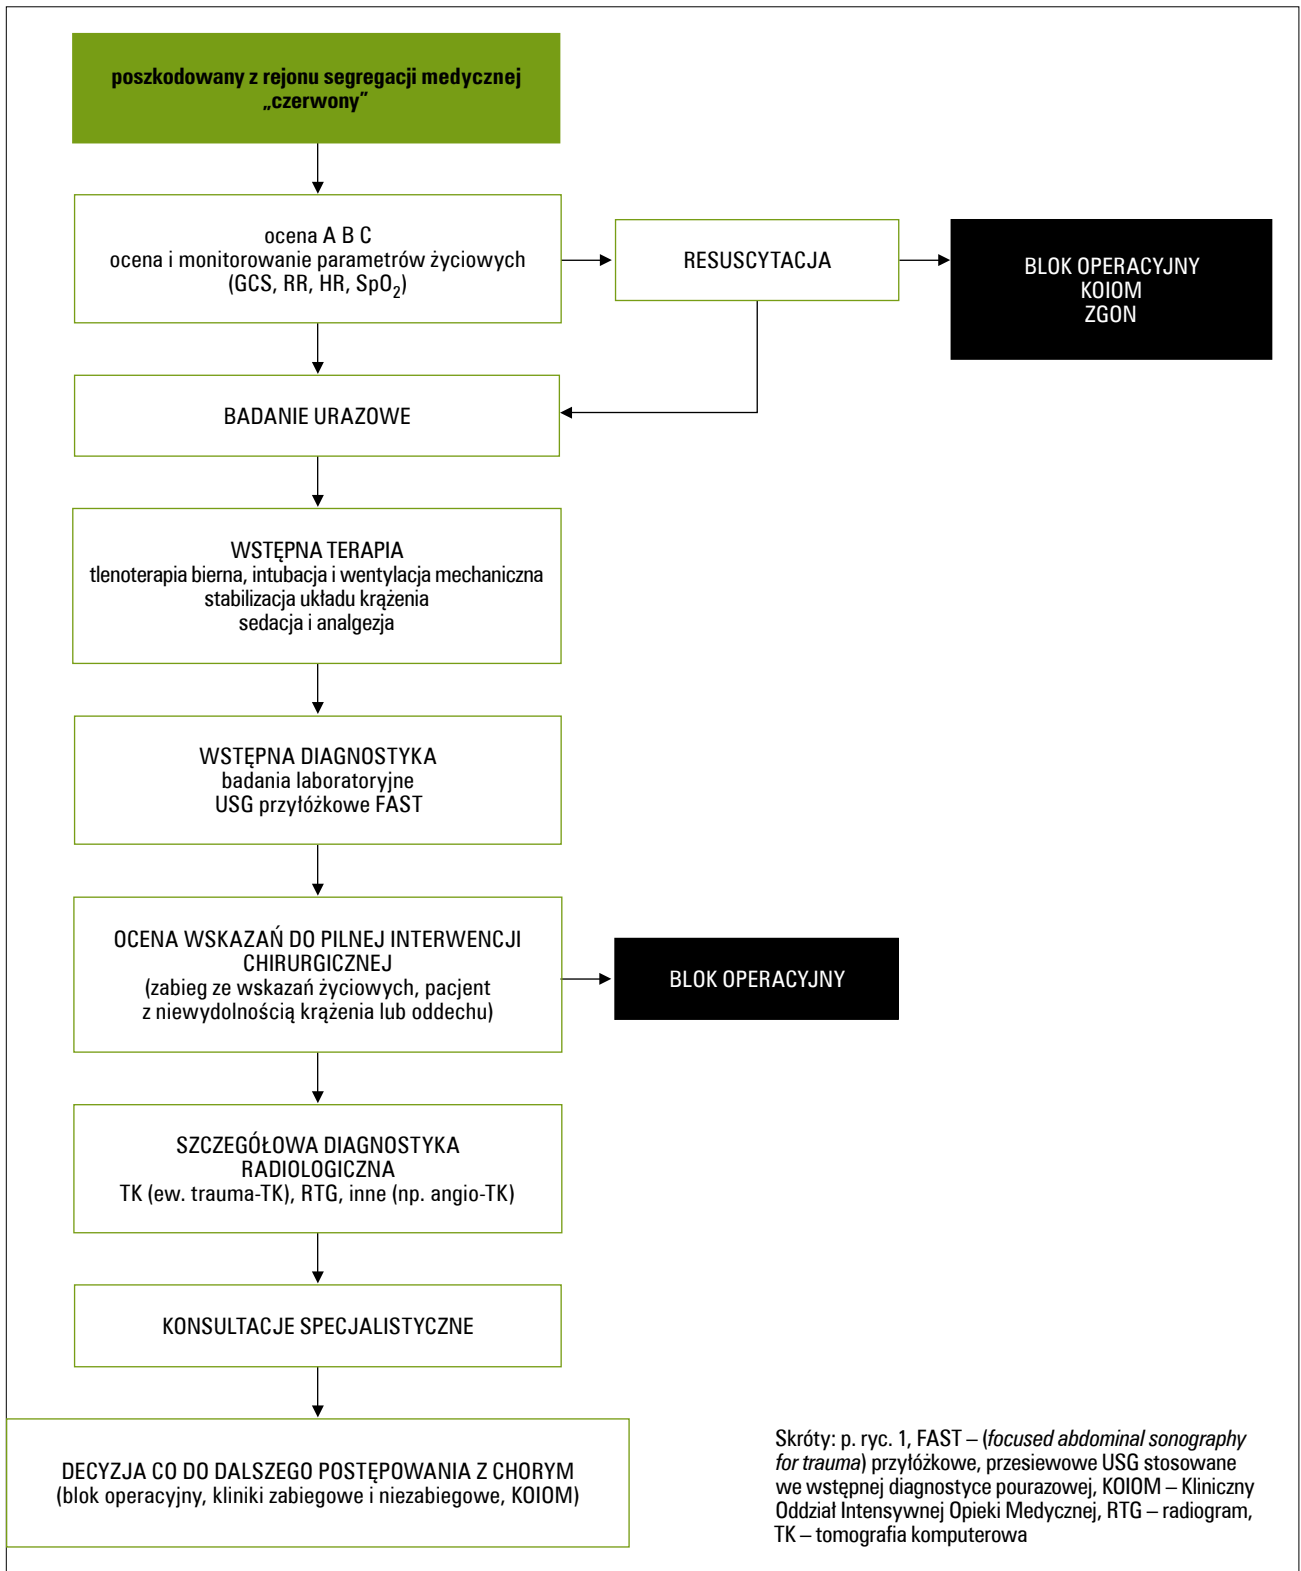 poszkodowany z rejonu segregacji medycznej
„czerwony”
ocena A B C
ocena i monitorowanie parametrów życiowych
(GCS, RR, HR, SpO₂)
RESUSCYTACJA
BLOK OPERACYJNY
KOIOM
ZGON
BADANIE URAZOWE
WSTĘPNA TERAPIA
tlenoterapia bierna, intubacja i wentylacja mechaniczna
stabilizacja układu krążenia
sedacja i analgezja
WSTĘPNA DIAGNOSTYKA
badania laboratoryjne
USG przyłóżkowe FAST
OCENA WSKAZAŃ DO PILNEJ INTERWENCJI
CHIRURGICZNEJ
(zabieg ze wskazań życiowych, pacjent
z niewydolnością krążenia lub oddechu)
BLOK OPERACYJNY
SZCZEGÓŁOWA DIAGNOSTYKA
RADIOLOGICZNA
TK (ew. trauma-TK), RTG, inne (np. angio-TK)
KONSULTACJE SPECJALISTYCZNE
DECYZJA CO DO DALSZEGO POSTĘPOWANIA Z CHORYM
(blok operacyjny, kliniki zabiegowe i niezabiegowe, KOIOM)
Skróty: p. ryc. 1, FAST – (focused abdominal sonography
for trauma) przyłóżkowe, przesiewowe USG stosowane
we wstępnej diagnostyce pourazowej, KOIOM – Kliniczny
Oddział Intensywnej Opieki Medycznej, RTG – radiogram,
TK – tomografia komputerowa